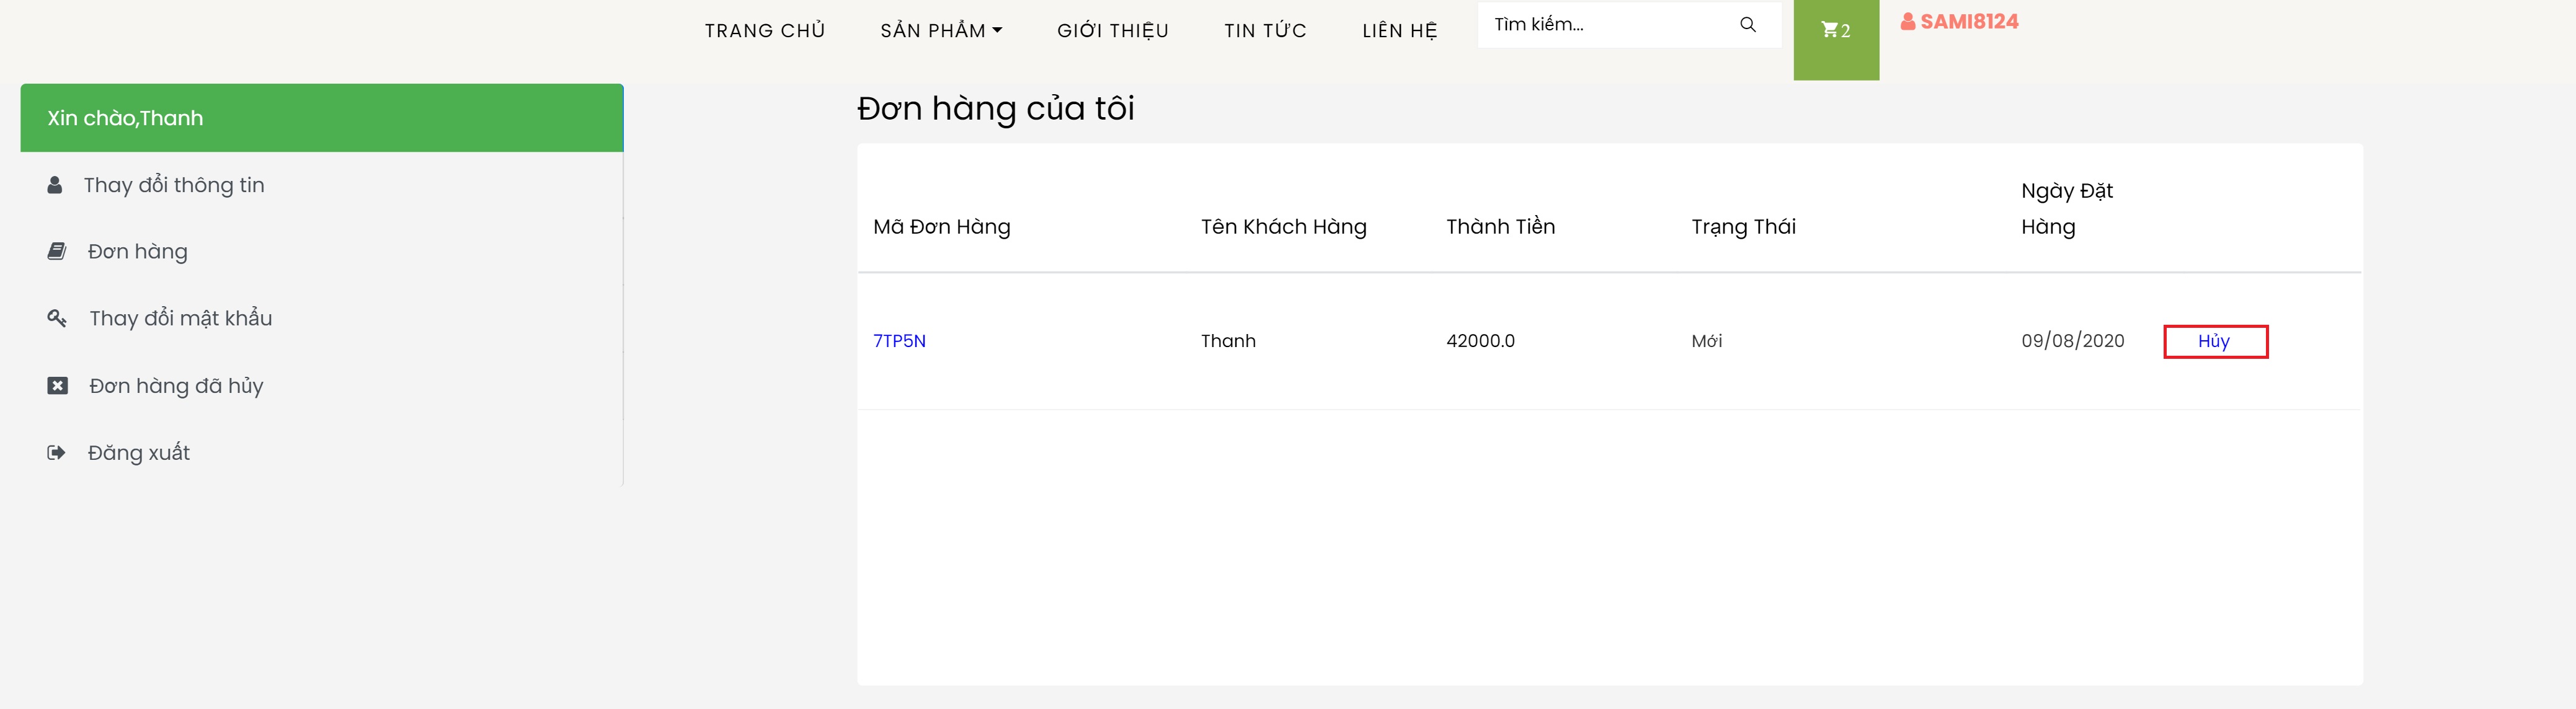 TRANG CHỦ
SẢN PHẨM
GIỚI THIỆU
TIN TỨC
LIÊN HỆ
Tìm kiếm...
2
SAMI8124
Xin chào,Thanh
Thay đổi thông tin
Đơn hàng
Thay đổi mật khẩu
Đơn hàng đã hủy
Đăng xuất
Đơn hàng của tôi
Mã Đơn Hàng
Tên Khách Hàng
Thành Tiền
Trạng Thái
Ngày Đặt
Hàng
7TP5N
Thanh
42000.0
Mới
09/08/2020
Hủy